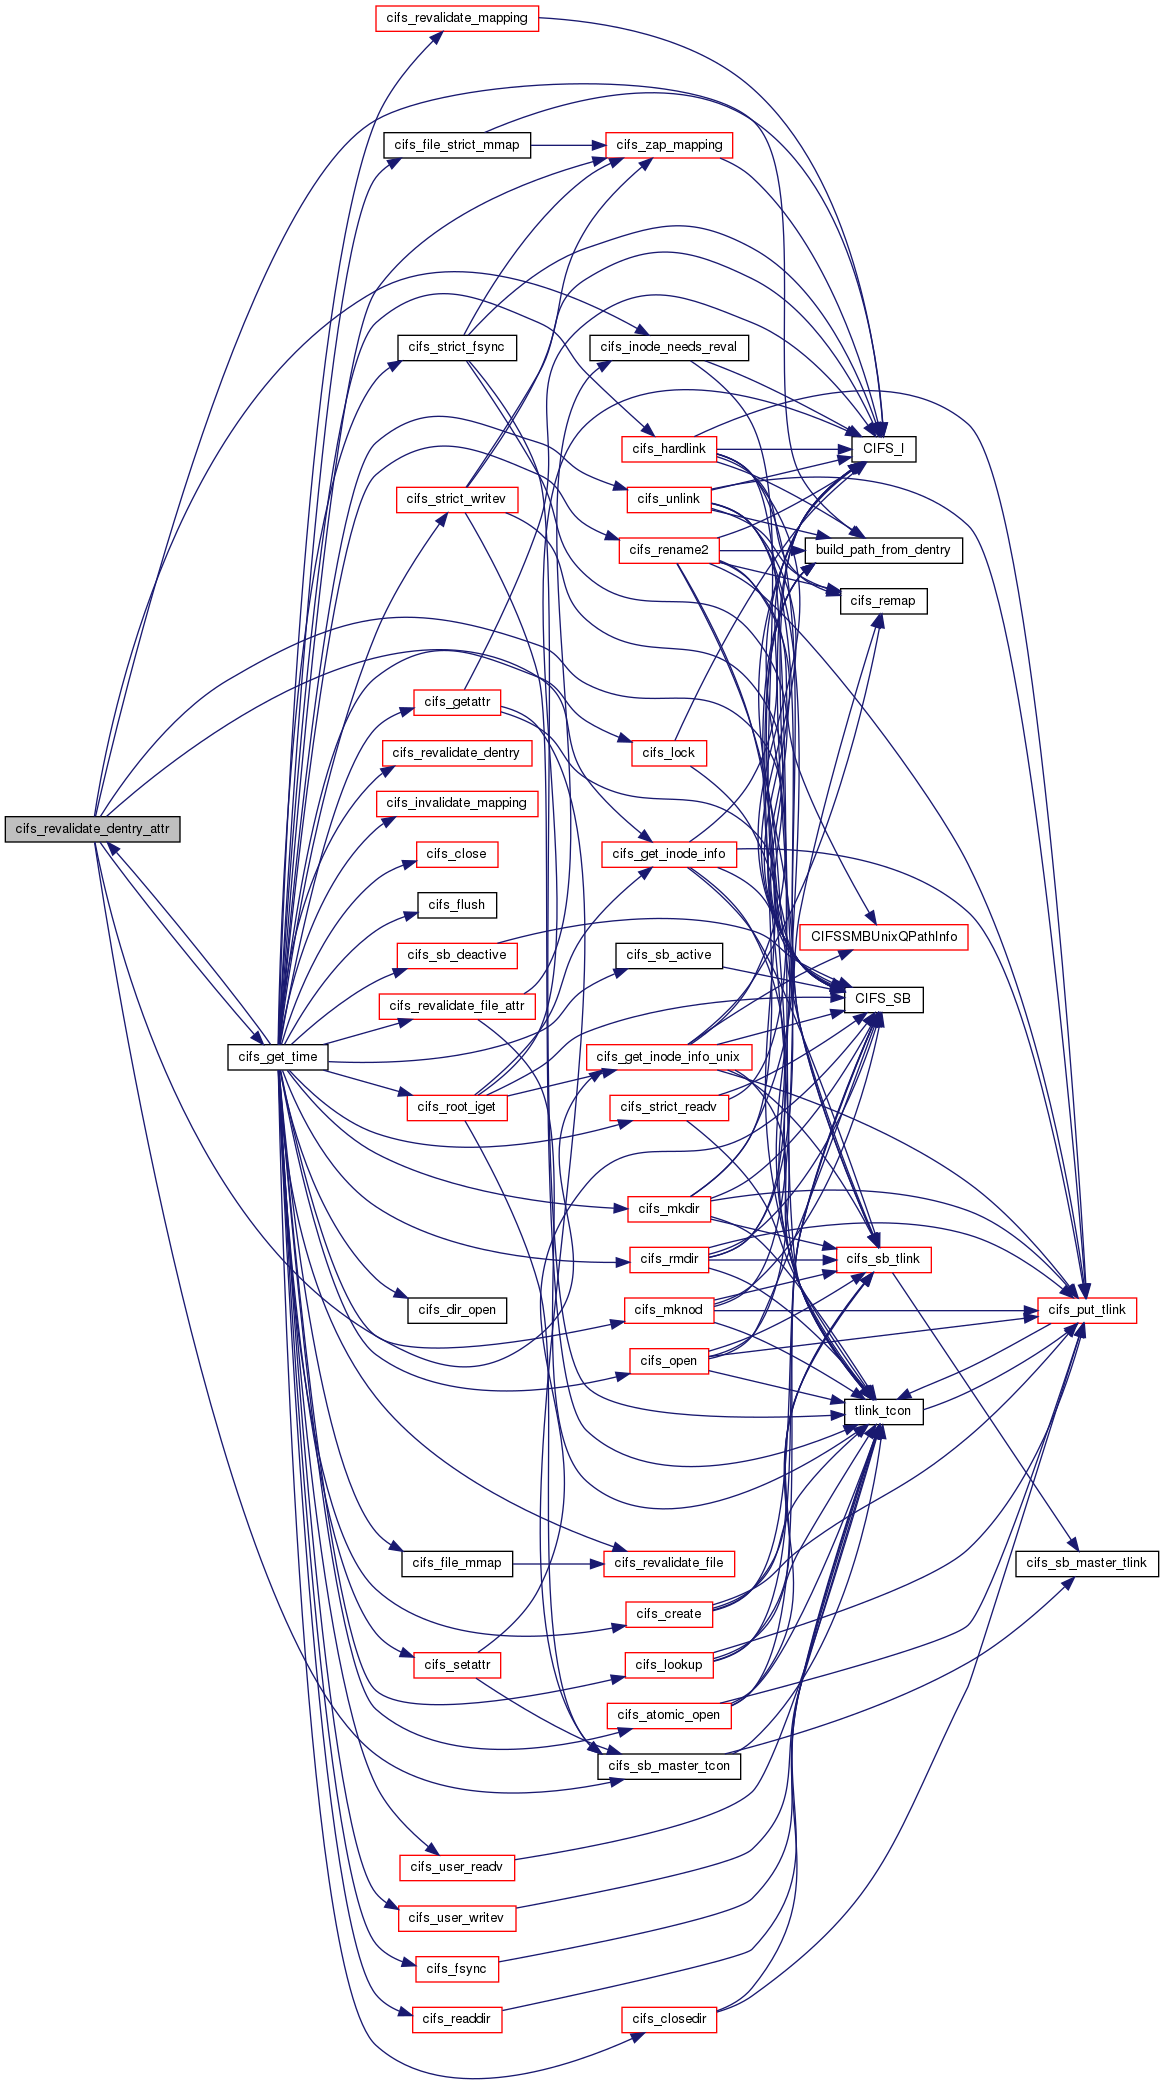 cifs_revalidate_mapping
cifs_file_strict_mmap
cifs_zap_mapping
cifs_strict_fsync
cifs_inode_needs_reval
cifs_hardlink
CIFS_I
cifs_strict_writev
cifs_unlink
cifs_rename2
build_path_from_dentry
cifs_remap
cifs_getattr
cifs_revalidate_dentry
cifs_lock
cifs_invalidate_mapping
cifs_revalidate_dentry_attr
cifs_close
cifs_get_inode_info
cifs_flush
CIFSSMBUnixQPathInfo
cifs_sb_deactive
cifs_sb_active
cifs_revalidate_file_attr
CIFS_SB
cifs_get_time
cifs_get_inode_info_unix
cifs_root_iget
cifs_strict_readv
cifs_mkdir
cifs_rmdir
cifs_sb_tlink
cifs_dir_open
cifs_mknod
cifs_put_tlink
cifs_open
tlink_tcon
cifs_file_mmap
cifs_revalidate_file
cifs_sb_master_tlink
cifs_create
cifs_setattr
cifs_lookup
cifs_atomic_open
cifs_sb_master_tcon
cifs_user_readv
cifs_user_writev
cifs_fsync
cifs_readdir
cifs_closedir